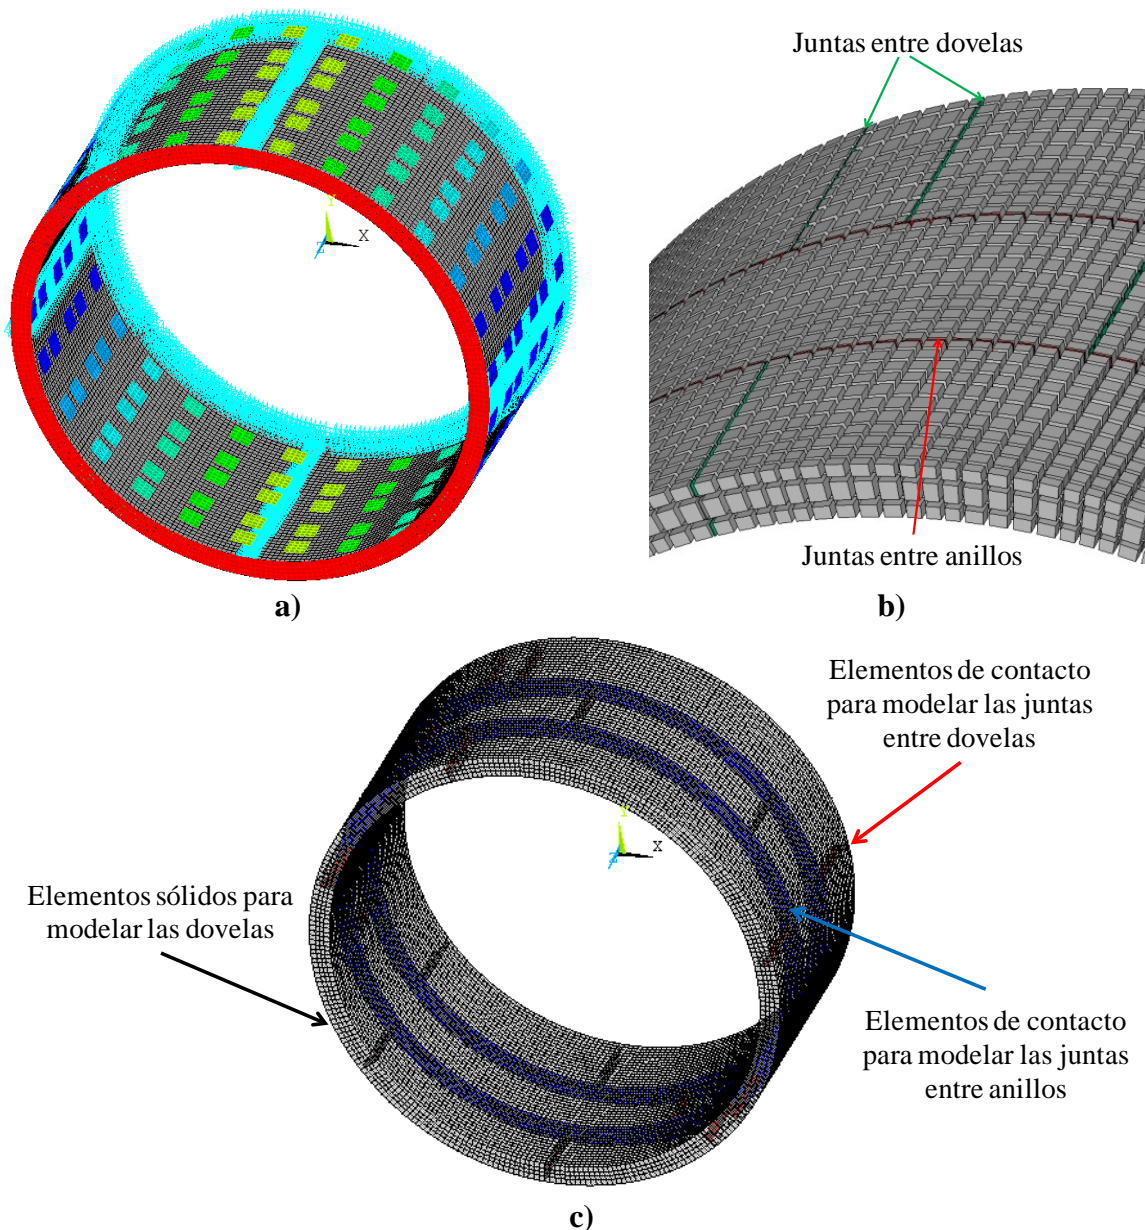 Juntas entre dovelas
Y
X
Z
Juntas entre anillos
a)
b)
Elementos de contacto
para modelar las juntas
entre dovelas
Y
X
Z
Elementos sólidos para
modelar las dovelas
Elementos de contacto
para modelar las juntas
entre anillos
c)